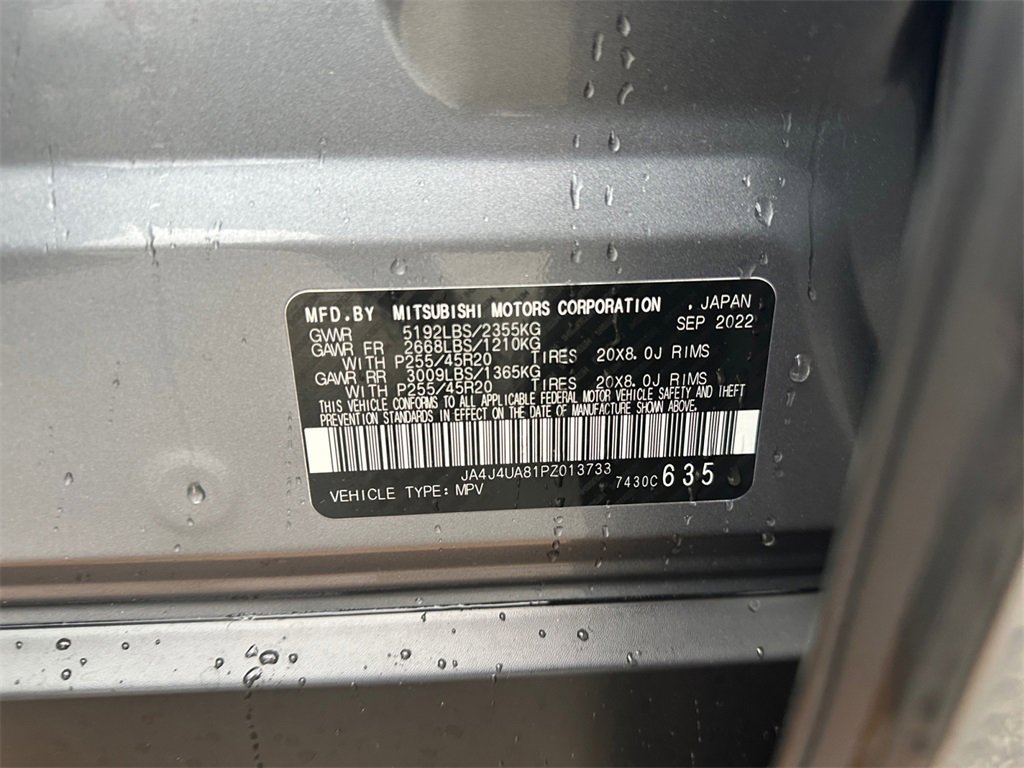 MFD.BY MITSUBISHI MOTORS CORPORATION , JAPAN
SEP 2022
GVWR 5192LBS/2355KG
GAWR FR 2668LBS/1210KG
WITH P255/45R20 TIRES 20X8.0J RIMS
GAWR RR 3009LBS/1365KG
WITH P255/45R20 TIRES 20X8.0J RIMS
THIS VEHICLE CONFORMS TO ALL APPLICABLE FEDERAL MOTOR VEHICLE SAFETY AND THEFT
PREVENTION STANDARDS IN EFFECT ON THE DATE OF MANUFACTURE SHOWN ABOVE.
JA4J4UA81PZ013733
VEHICLE TYPE: MPV 7430C 635